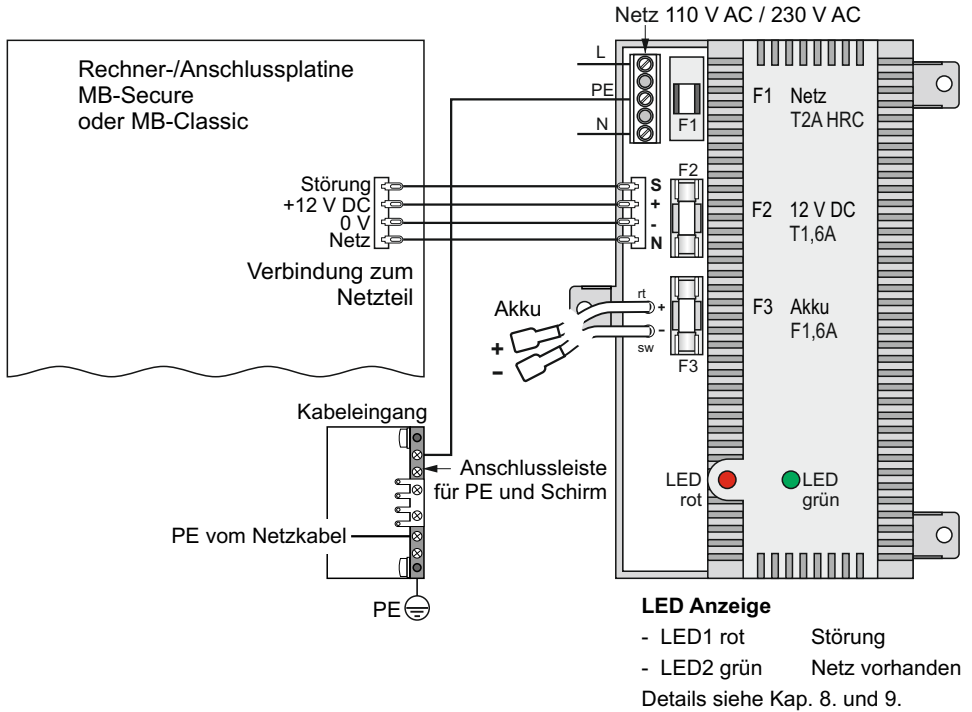 Netz 110 V AC / 230 V AC
Rechner-/Anschlussplatine
MB-Secure
oder MB-Classic
L
PE
N
F1
F1 Netz
T2A HRC
Störung
+12 V DC
0 V
Netz
S
+
-
N
F2
F2 12 V DC
T1,6A
Verbindung zum
Netzteil
Akku
+
-
rt
+
-
sw
F3
F3 Akku
F1,6A
Kabeleingang
Anschlussleiste
für PE und Schirm
PE vom Netzkabel
PE
LED
rot
LED
grün
LED Anzeige
- LED1 rot Störung
- LED2 grün Netz vorhanden
Details siehe Kap. 8. und 9.